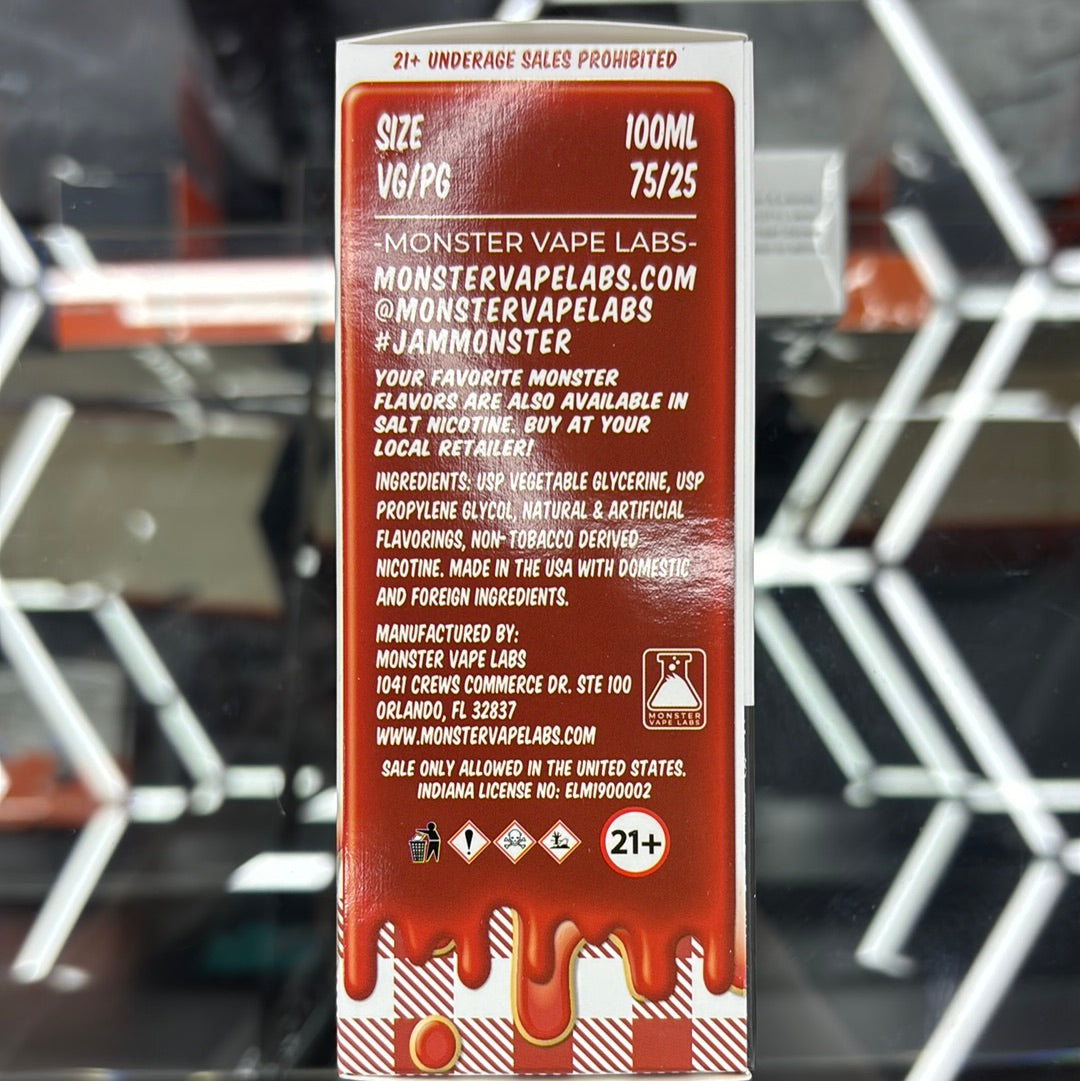 21+ UNDERAGE SALES PROHIBITED
SIZE 100ML
VG/PG 75/25
-MONSTER VAPE LABS-
MONSTERVAPELABS.COM
@MONSTERVAPELABS
#JAMMONSTER
YOUR FAVORITE MONSTER
FLAVORS ARE ALSO AVAILABLE IN
SALT NICOTINE. BUY AT YOUR
LOCAL RETAILER!
INGREDIENTS: USP VEGETABLE GLYCERINE, USP
PROPYLENE GLYCOL, NATURAL & ARTIFICIAL
FLAVORINGS, NON-TOBACCO DERIVED
NICOTINE. MADE IN THE USA WITH DOMESTIC
AND FOREIGN INGREDIENTS.
MANUFACTURED BY:
MONSTER VAPE LABS
1041 CREWS COMMERCE DR. STE 100
ORLANDO, FL 32837
WWW.MONSTERVAPELABS.COM
MONSTER
VAPE LABS
SALE ONLY ALLOWED IN THE UNITED STATES.
INDIANA LICENSE NO: ELM1900002
21+